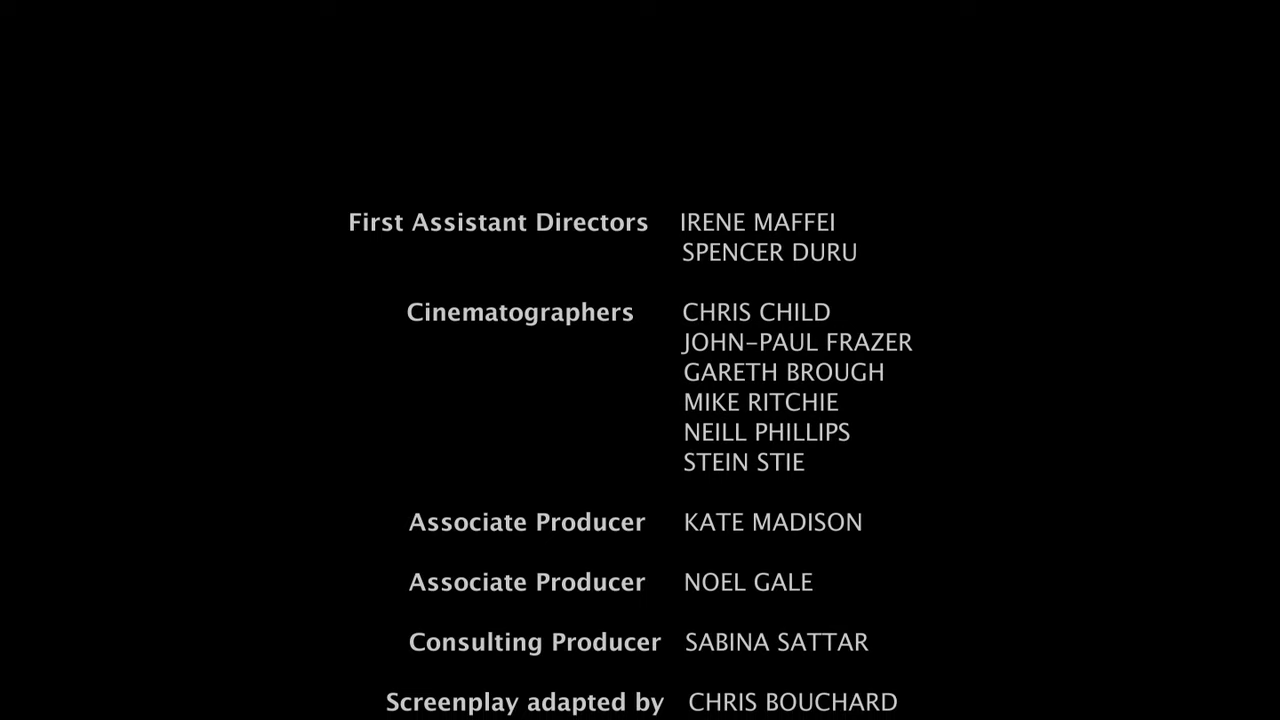 First Assistant Directors IRENE MAFFEI
SPENCER DURU
Cinematographers CHRIS CHILD
JOHN-PAUL FRAZER
GARETH BROUGH
MIKE RITCHIE
NEILL PHILLIPS
STEIN STIE
Associate Producer KATE MADISON
Associate Producer NOEL GALE
Consulting Producer SABINA SATTAR
Screenplay adapted by CHRIS BOUCHARD